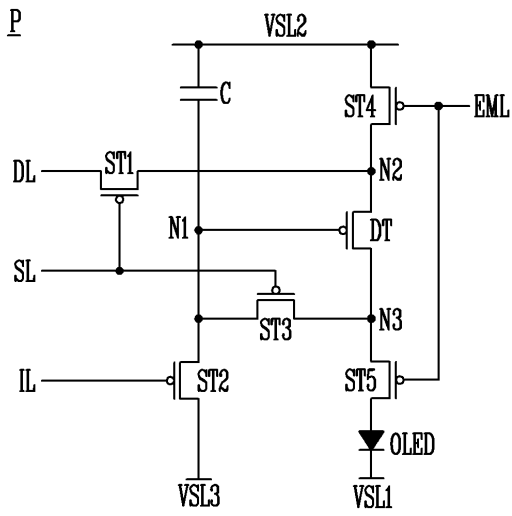 P
VSL2
C
ST4
EML
DL
ST1
N2
N1
DT
SL
ST3
N3
IL
ST2
ST5
OLED
VSL3
VSL1